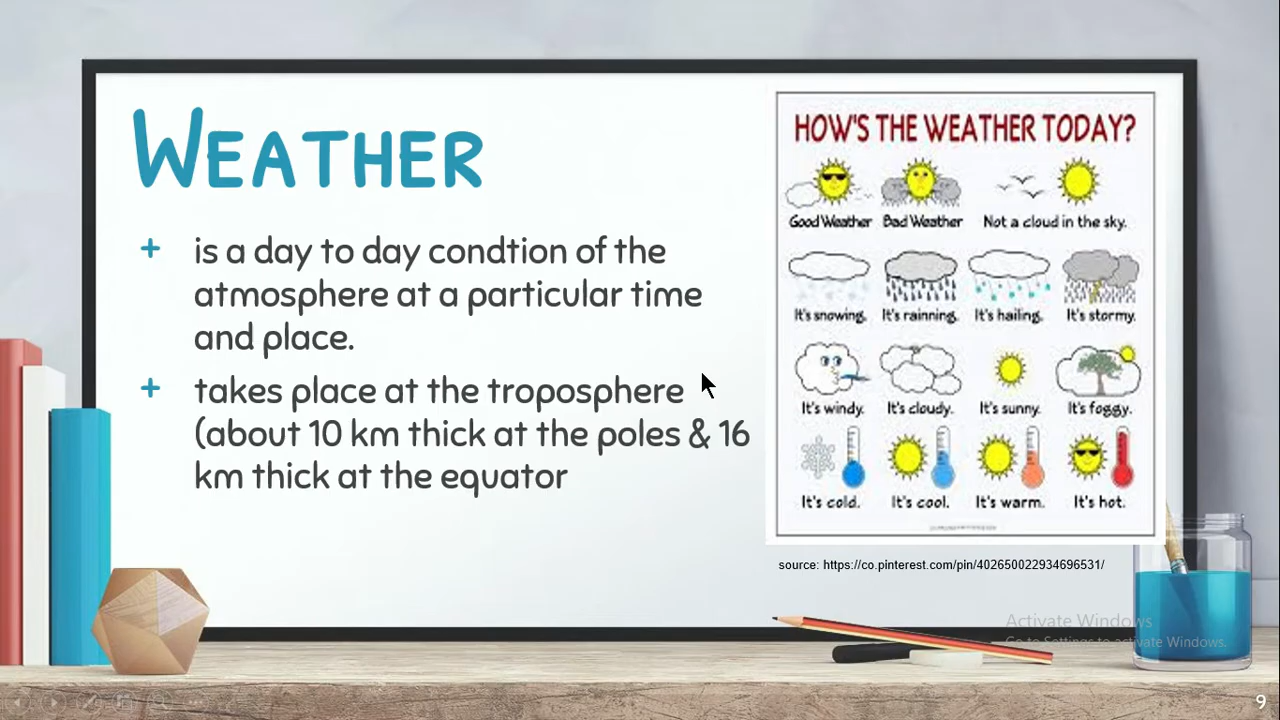 WEATHER
+ is a day to day condtion of the
atmosphere at a particular time
and place.
+ takes place at the troposphere
(about 10 km thick at the poles & 16
km thick at the equator
HOW'S THE WEATHER TODAY?
Good Weather Bad Weather Not a cloud in the sky.
It's snowing. It's rainning. It's hailing. It's stormy.
It's windy. It's cloudy. It's sunny. It's foggy.
It's cold. It's cool. It's warm. It's hot.
source: https://co.pinterest.com/pin/402650022934696531/
Activate Windows
Go to Settings to activate Windows.
9